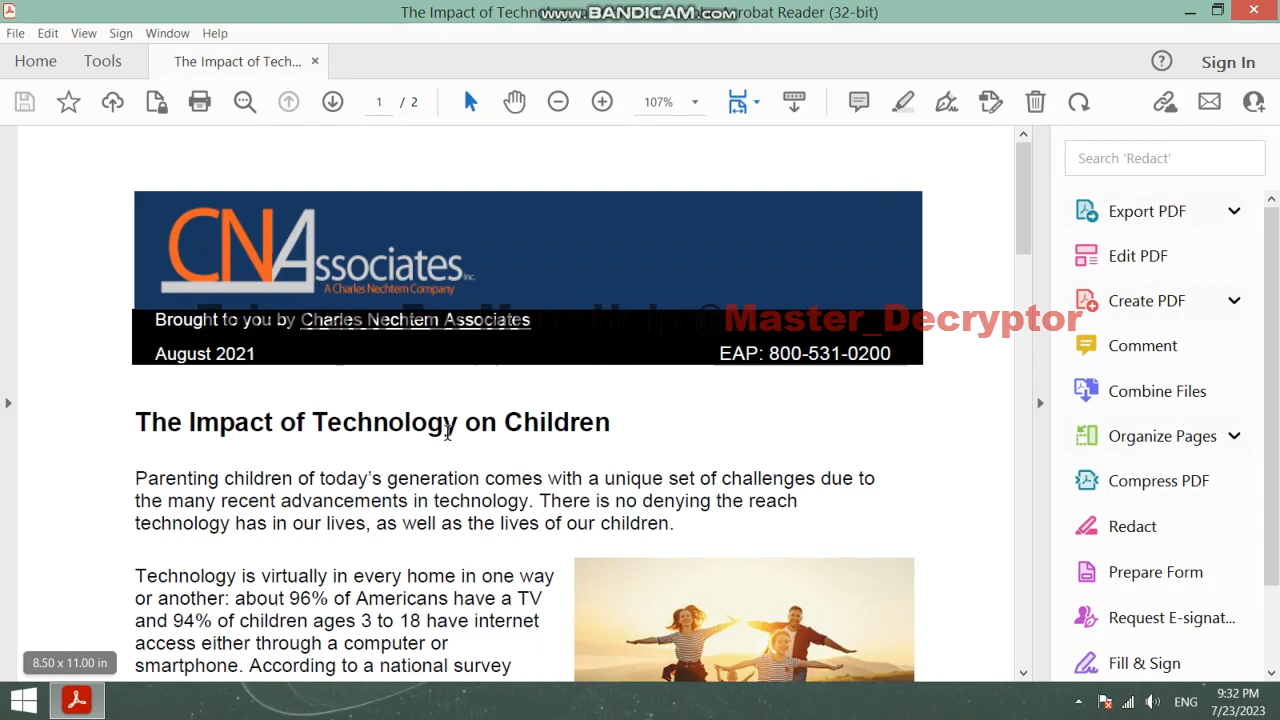 The Impact of Technology
Acrobat Reader (32-bit)
www.BANDICAM.com
File Edit View Sign Window Help
Home Tools The Impact of Tech... Sign In
1 / 2 107%
Search 'Redact'
Export PDF
Edit PDF
Create PDF
Comment
Combine Files
Organize Pages
Compress PDF
Redact
Prepare Form
Request E-signat...
Fill & Sign
CNAssociates Inc.
A Charles Nechtem Company
Brought to you by Charles Nechtem Associates
@Master_Decryptor
August 2021 EAP: 800-531-0200
The Impact of Technology on Children
Parenting children of today’s generation comes with a unique set of challenges due to
the many recent advancements in technology. There is no denying the reach
technology has in our lives, as well as the lives of our children.
Technology is virtually in every home in one way
or another: about 96% of Americans have a TV
and 94% of children ages 3 to 18 have internet
access either through a computer or
smartphone. According to a national survey
8.50 x 11.00 in
ENG
9:32 PM
7/23/2023